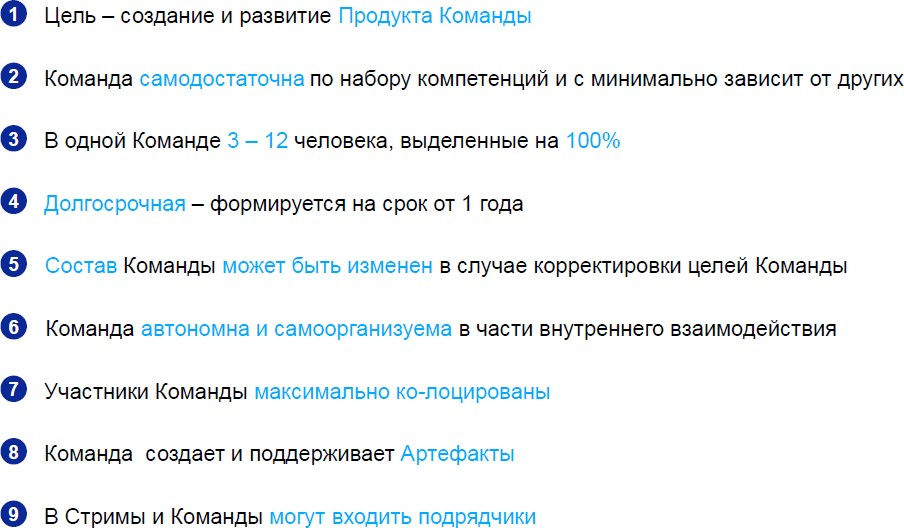 1 Цель – создание и развитие Продукта Команды
2 Команда самодостаточна по набору компетенций и с минимально зависит от других
3 В одной Команде 3 – 12 человека, выделенные на 100%
4 Долгосрочная – формируется на срок от 1 года
5 Состав Команды может быть изменен в случае корректировки целей Команды
6 Команда автономна и самоорганизуема в части внутреннего взаимодействия
7 Участники Команды максимально ко-лоцированы
8 Команда  создает и поддерживает Артефакты
9 В Стримы и Команды могут входить подрядчики